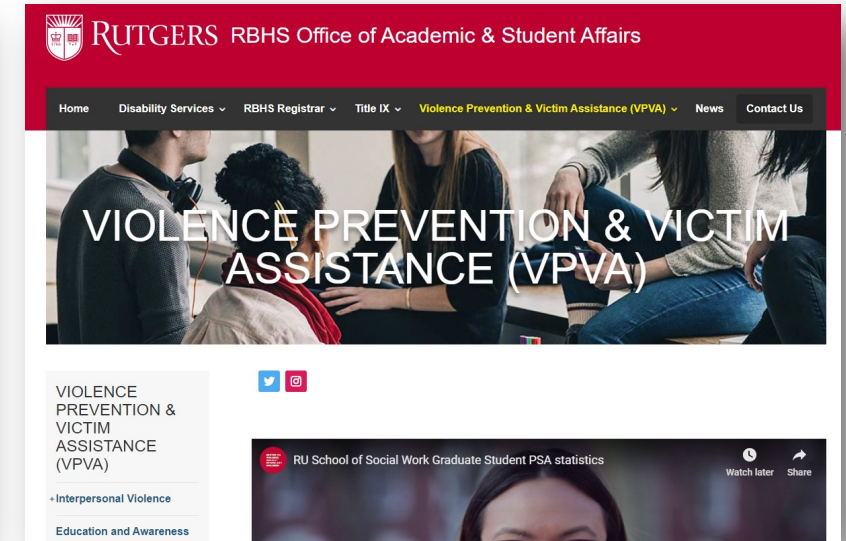 RUTGERS RBHS Office of Academic & Student Affairs
Home Disability Services RBHS Registrar Title IX Violence Prevention & Victim Assistance (VPVA) News Contact Us
VIOLENCE PREVENTION & VICTIM
ASSISTANCE (VPVA)
VIOLENCE
PREVENTION &
VICTIM
ASSISTANCE
(VPVA)
+Interpersonal Violence
Education and Awareness
RU School of Social Work Graduate Student PSA statistics
Watch later Share